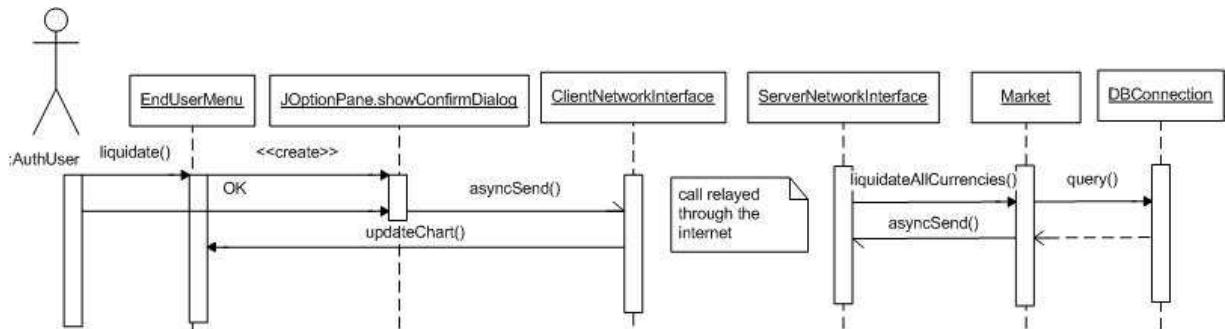 EndUserMenu
JOptionPane.showConfirmDialog
ClientNetworkInterface
ServerNetworkInterface
Market
DBConnection
:AuthUser
liquidate()
<<create>>
OK
asyncSend()
updateChart()
call relayed
through the
internet
liquidateAllCurrencies()
query()
asyncSend()